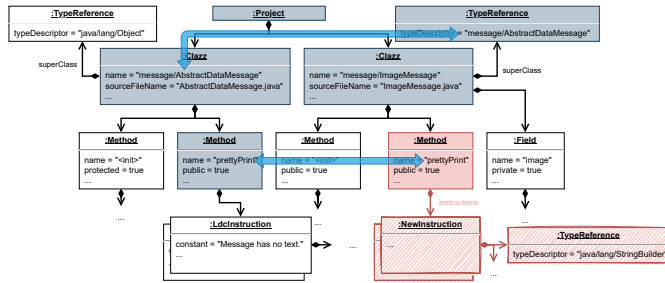 :TypeReference
typeDescriptor = "java/lang/Object"
:Project
:TypeReference
typeDescriptor = "message/AbstractDataMessage"
superClass
:Clazz
name = "message/AbstractDataMessage"
sourceFileName = "AbstractDataMessage.java"
...
:Clazz
name = "message/ImageMessage"
sourceFileName = "ImageMessage.java"
...
superClass
:Method
name = "<init>"
protected = true
...
:Method
name = "prettyPrint"
public = true
...
:Method
name = "<init>"
public = true
...
:Method
name = "prettyPrint"
public = true
...
:Field
name = "image"
private = true
...
...
...
instructions
...
:LdcInstruction
constant = "Message has no text."
...
...
:NewInstruction
...
...
:TypeReference
typeDescriptor = "java/lang/StringBuilder"